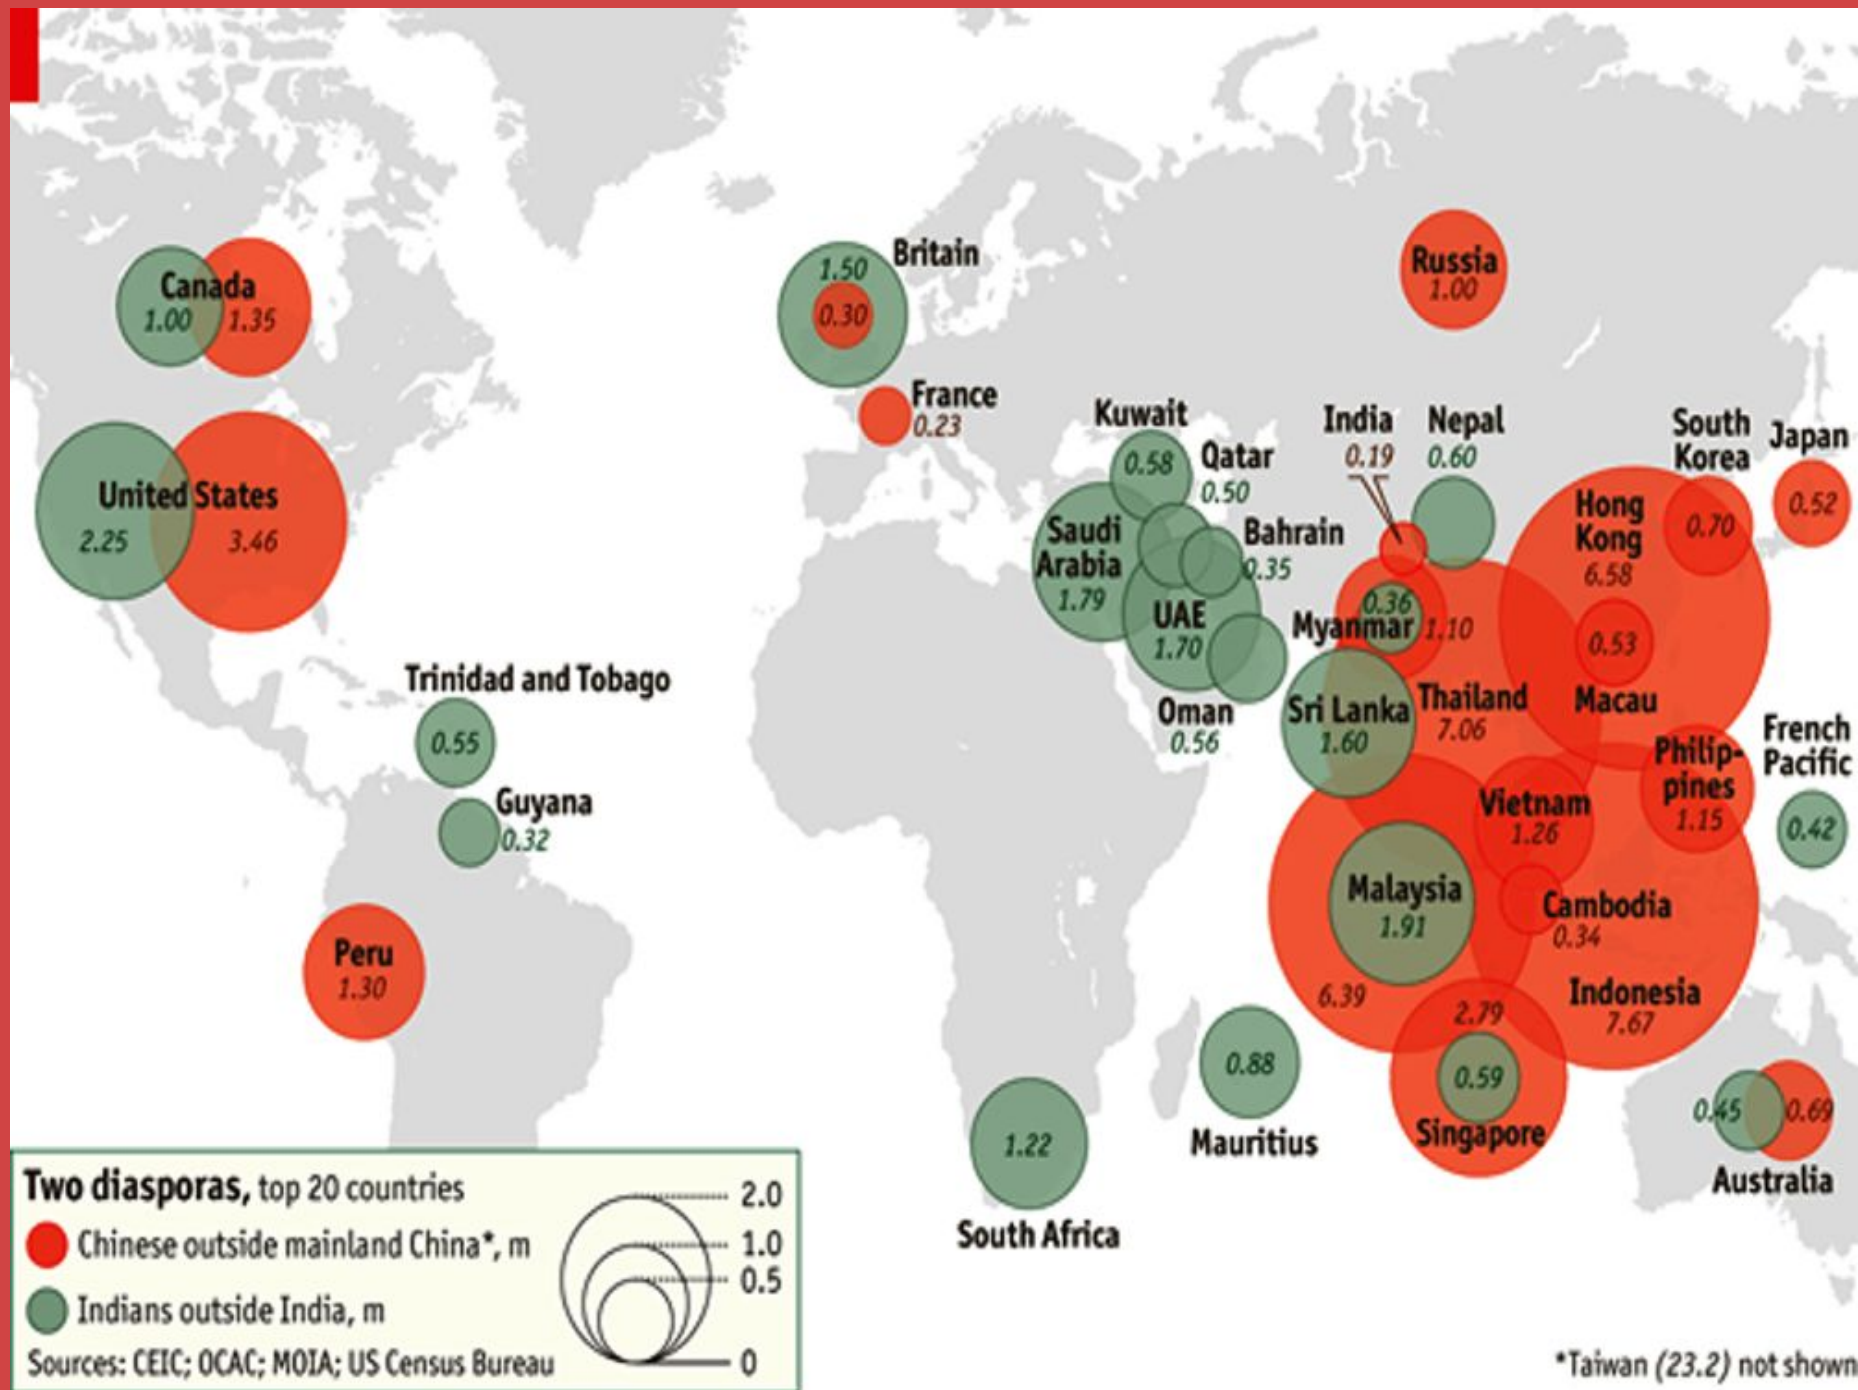 Canada
1.00 1.35
United States
2.25 3.46
Trinidad and Tobago
0.55
Guyana
0.32
Peru
1.30
1.50
Britain
0.30
France
0.23
Russia
1.00
Kuwait
0.58
Qatar
0.50
Bahrain
0.35
Saudi
Arabia
1.79
UAE
1.70
Oman
0.56
India
0.19
Nepal
0.60
South
Korea
0.70
Japan
0.52
Hong
Kong
6.58
0.53
Macau
0.36
Myanmar 1.10
Sri Lanka
1.60
Thailand
7.06
Philip-
pines
1.15
French
Pacific
0.42
Vietnam
1.26
Malaysia
1.91
6.39
Cambodia
0.34
Indonesia
7.67
2.79
0.59
Singapore
0.88
Mauritius
1.22
South Africa
0.45 0.69
Australia
Two diasporas, top 20 countries
Chinese outside mainland China*, m
Indians outside India, m
Sources: CEIC; OCAC; MOIA; US Census Bureau
2.0
1.0
0.5
0
*Taiwan (23.2) not shown